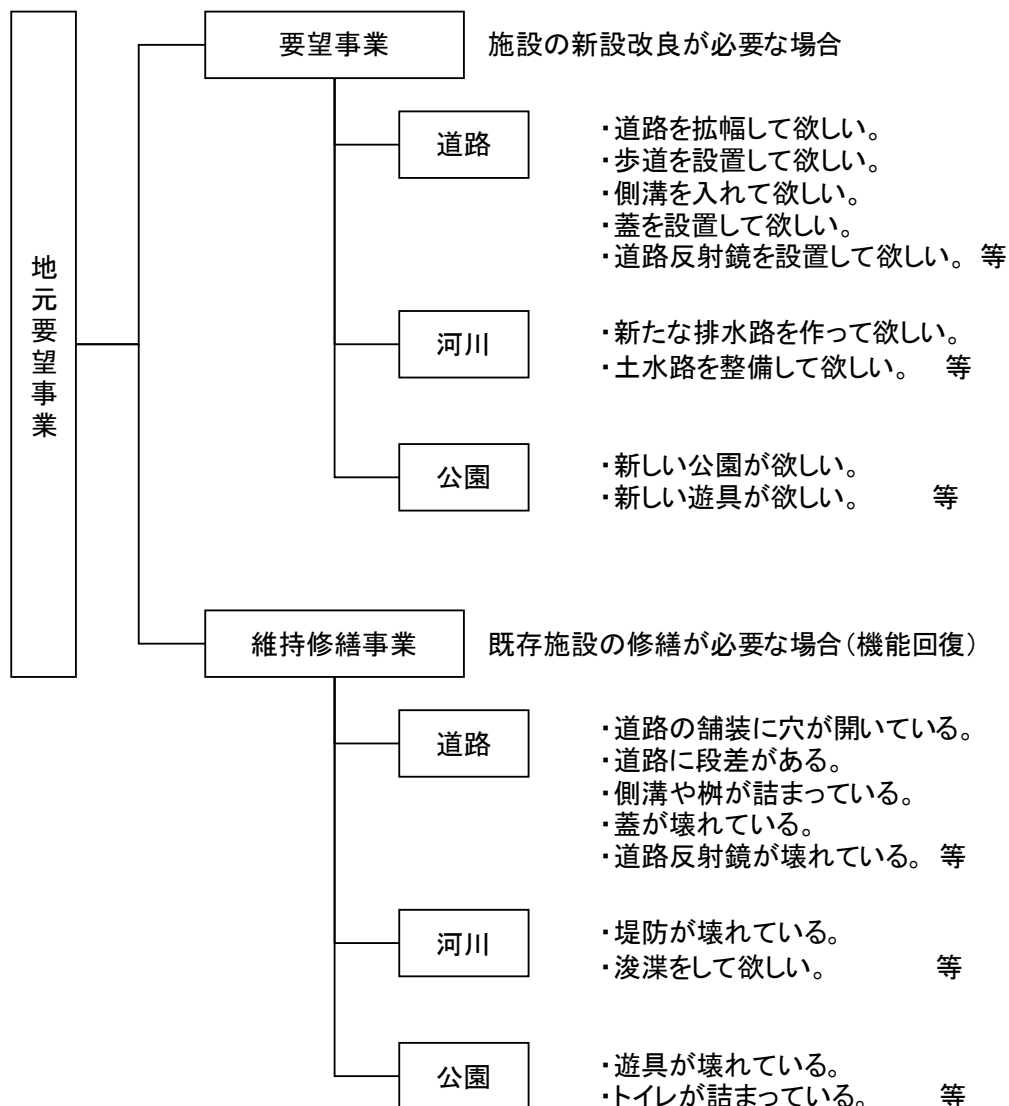 地元要望事業
要望事業
施設の新設改良が必要な場合
道路
・道路を拡幅して欲しい。
・歩道を設置して欲しい。
・側溝を入れて欲しい。
・蓋を設置して欲しい。
・道路反射鏡を設置して欲しい。 等
河川
・新たな排水路を作って欲しい。
・土水路を整備して欲しい。 等
公園
・新しい公園が欲しい。
・新しい遊具が欲しい。 等
維持修繕事業
既存施設の修繕が必要な場合(機能回復)
道路
・道路の舗装に穴が開いている。
・道路に段差がある。
・側溝や桝が詰まっている。
・蓋が壊れている。
・道路反射鏡が壊れている。 等
河川
・堤防が壊れている。
・浚渫をして欲しい。 等
公園
・遊具が壊れている。
・トイレが詰まっている。 等